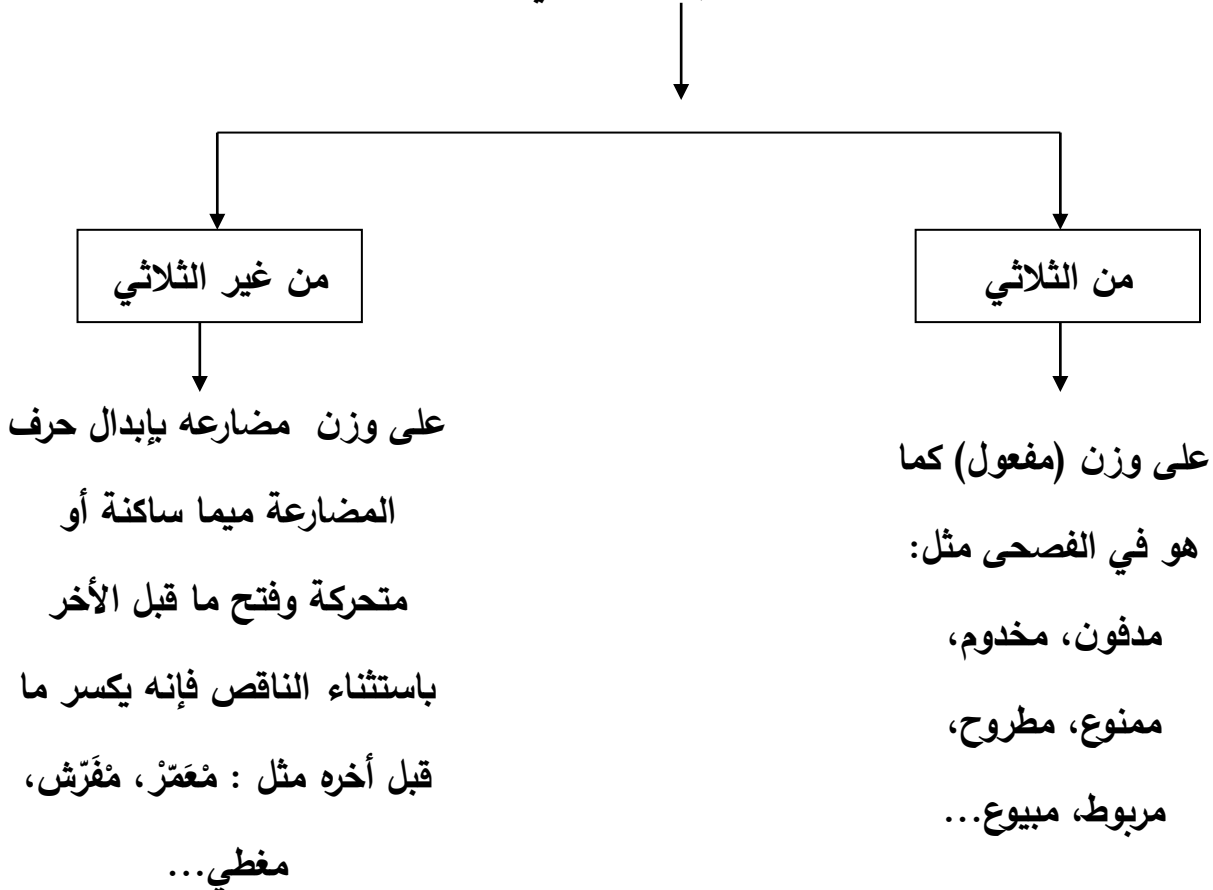 من الثلاثي
على وزن (مفعول) كما
هو في الفصحى مثل:
مدفون، مخدوم،
ممنوع، مطروح،
مربوط، مبيوع...
من غير الثلاثي
على وزن مضارعه بإبدال حرف
المضارعة ميما ساكنة أو
متحركة وفتح ما قبل الأخر
باستثناء الناقص فإنه يكسر ما
قبل أخره مثل : مْعَمّرْ، مْفَرّش،
مغطي...